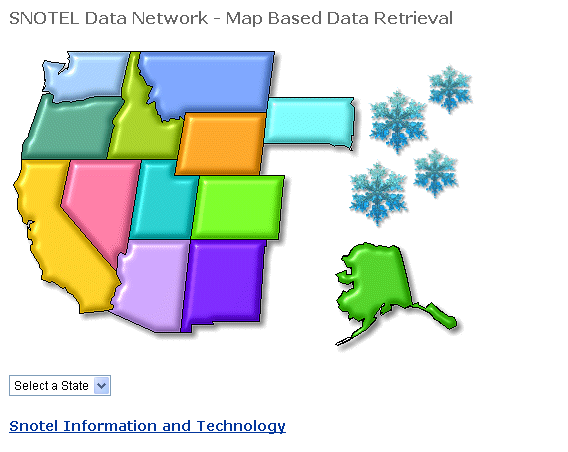 SNOTEL Data Network - Map Based Data Retrieval
Select a State
Snotel Information and Technology